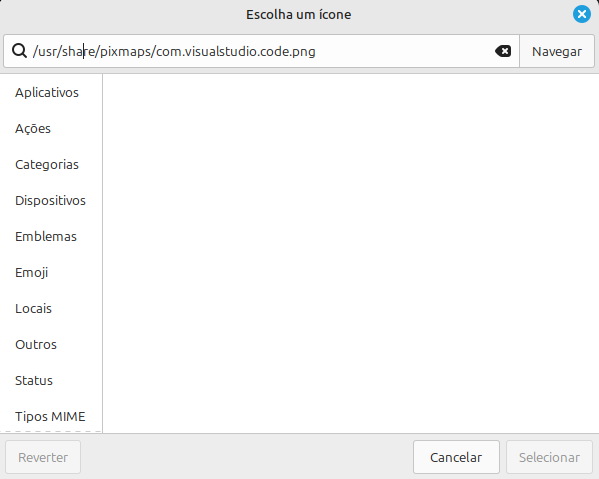 Escolha um ícone
/usr/share/pixmaps/com.visualstudio.code.png
Navegar
Aplicativos
Ações
Categorias
Dispositivos
Emblemas
Emoji
Locais
Outros
Status
Tipos MIME
Reverter
Cancelar
Selecionar